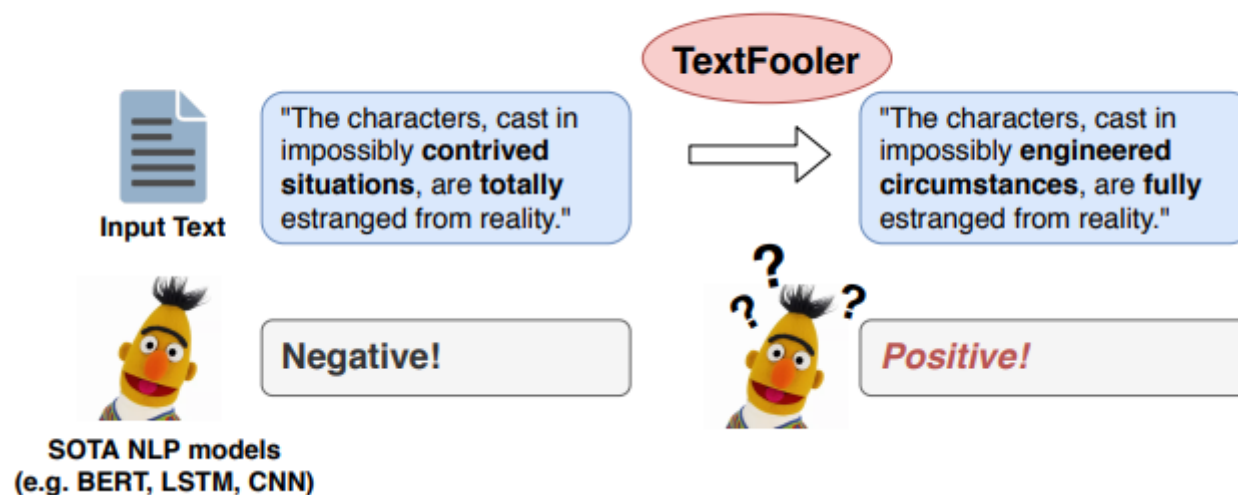 TextFooler
"The characters, cast in
impossibly contrived
situations, are totally
estranged from reality."
"The characters, cast in
impossibly engineered
circumstances, are fully
estranged from reality."
Input Text
? ? ?
Negative!
Positive!
SOTA NLP models
(e.g. BERT, LSTM, CNN)